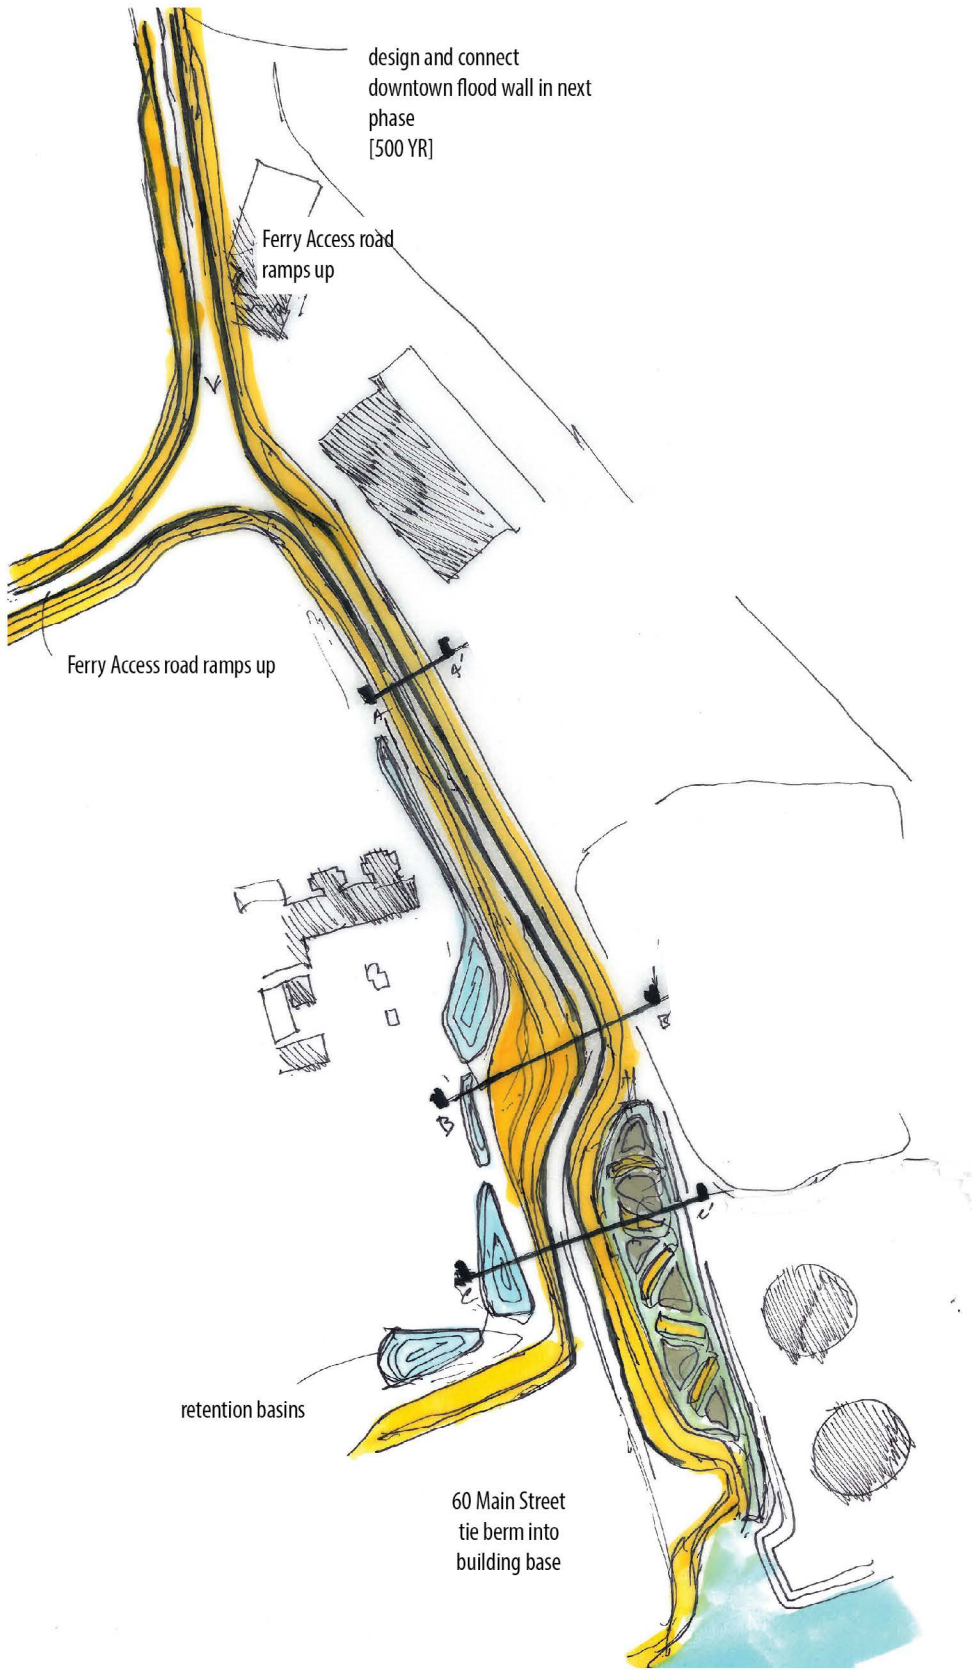 design and connect
downtown flood wall in next
phase
[500 YR]
Ferry Access road
ramps up
Ferry Access road ramps up
A'
A
B'
B
C'
C
retention basins
60 Main Street
tie berm into
building base